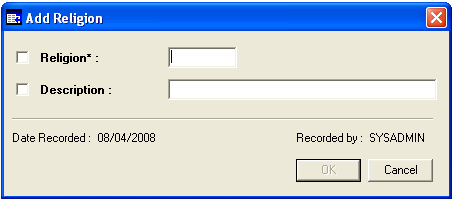 Add Religion
Religion* :
Description :
Date Recorded : 08/04/2008 Recorded by : SYSADMIN
OK Cancel